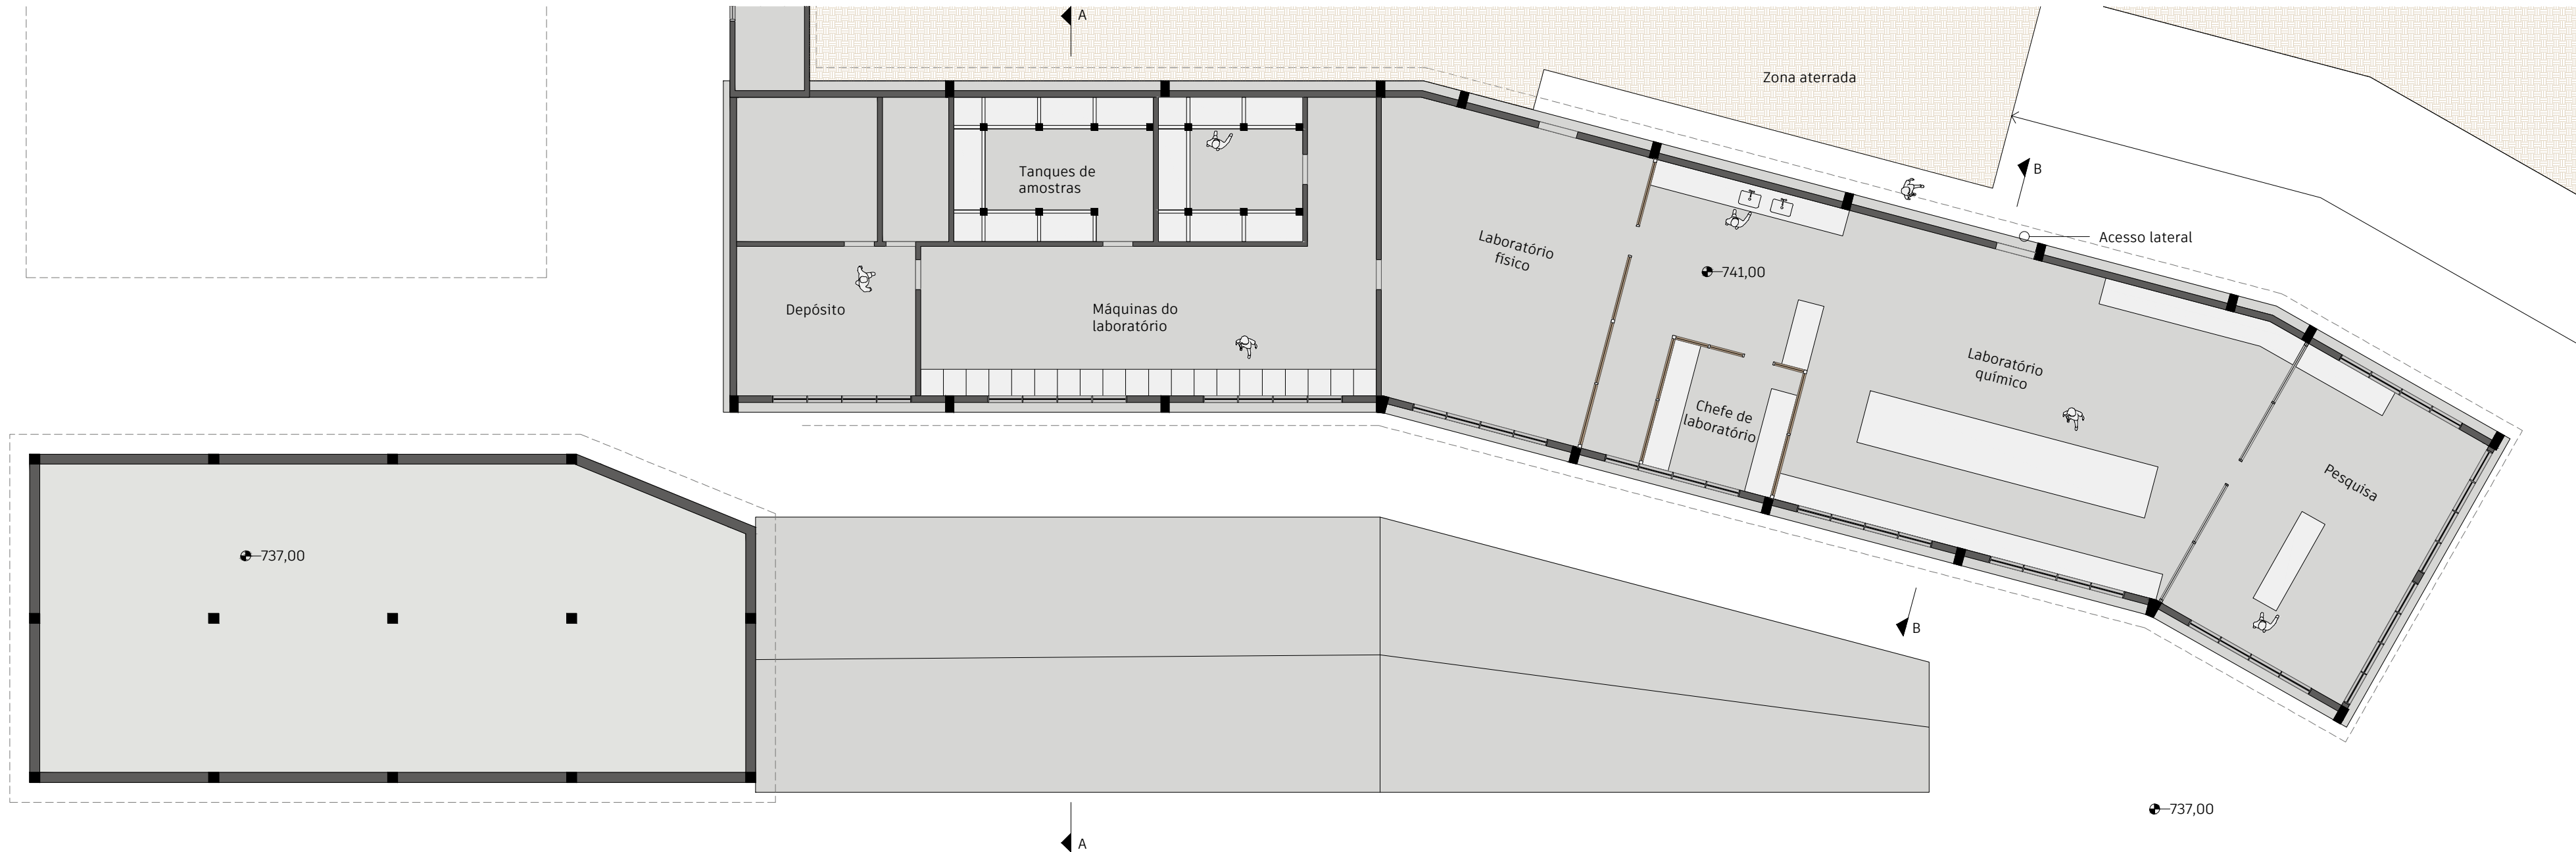 A
Zona aterrada
B
Tanques de
amostras
Acesso lateral
Laboratório
físico
741,00
Depósito
Máquinas do
laboratório
Laboratório
químico
Chefe de
laboratório
Pesquisa
737,00
B
737,00
A